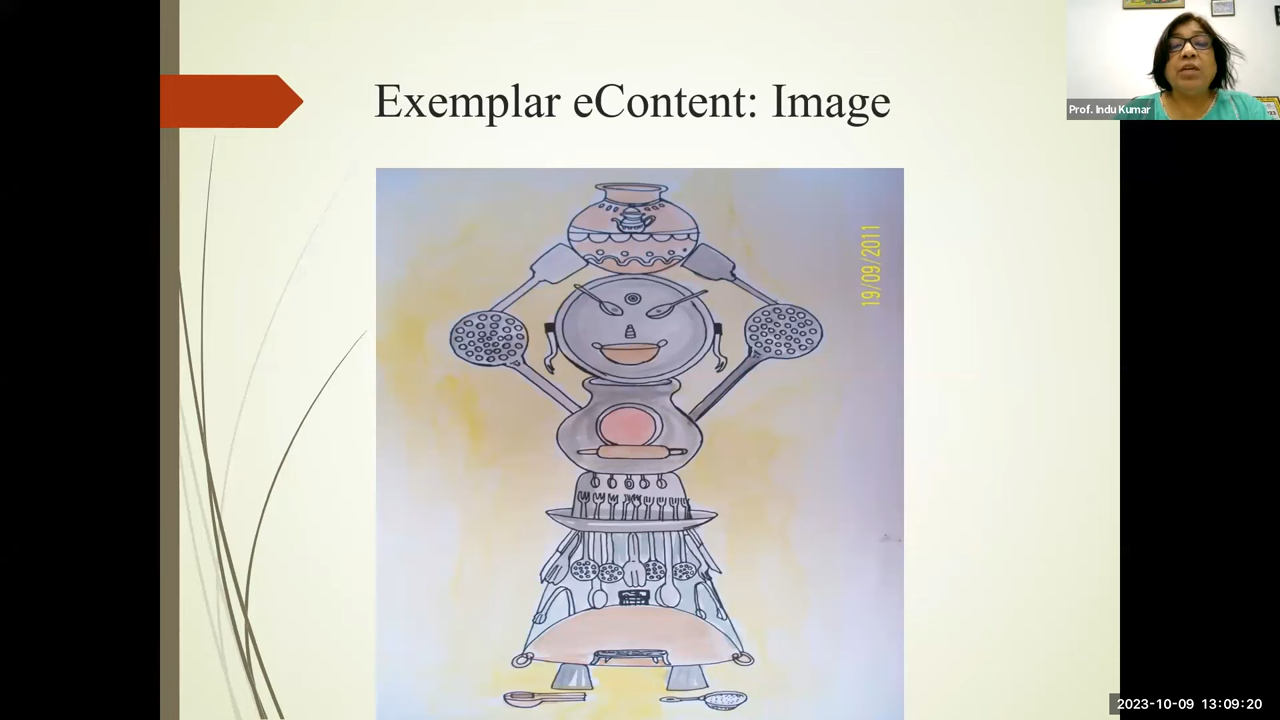 Exemplar eContent: Image
Prof. Indu Kumar
19/09/2011
2023-10-09 13:09:20